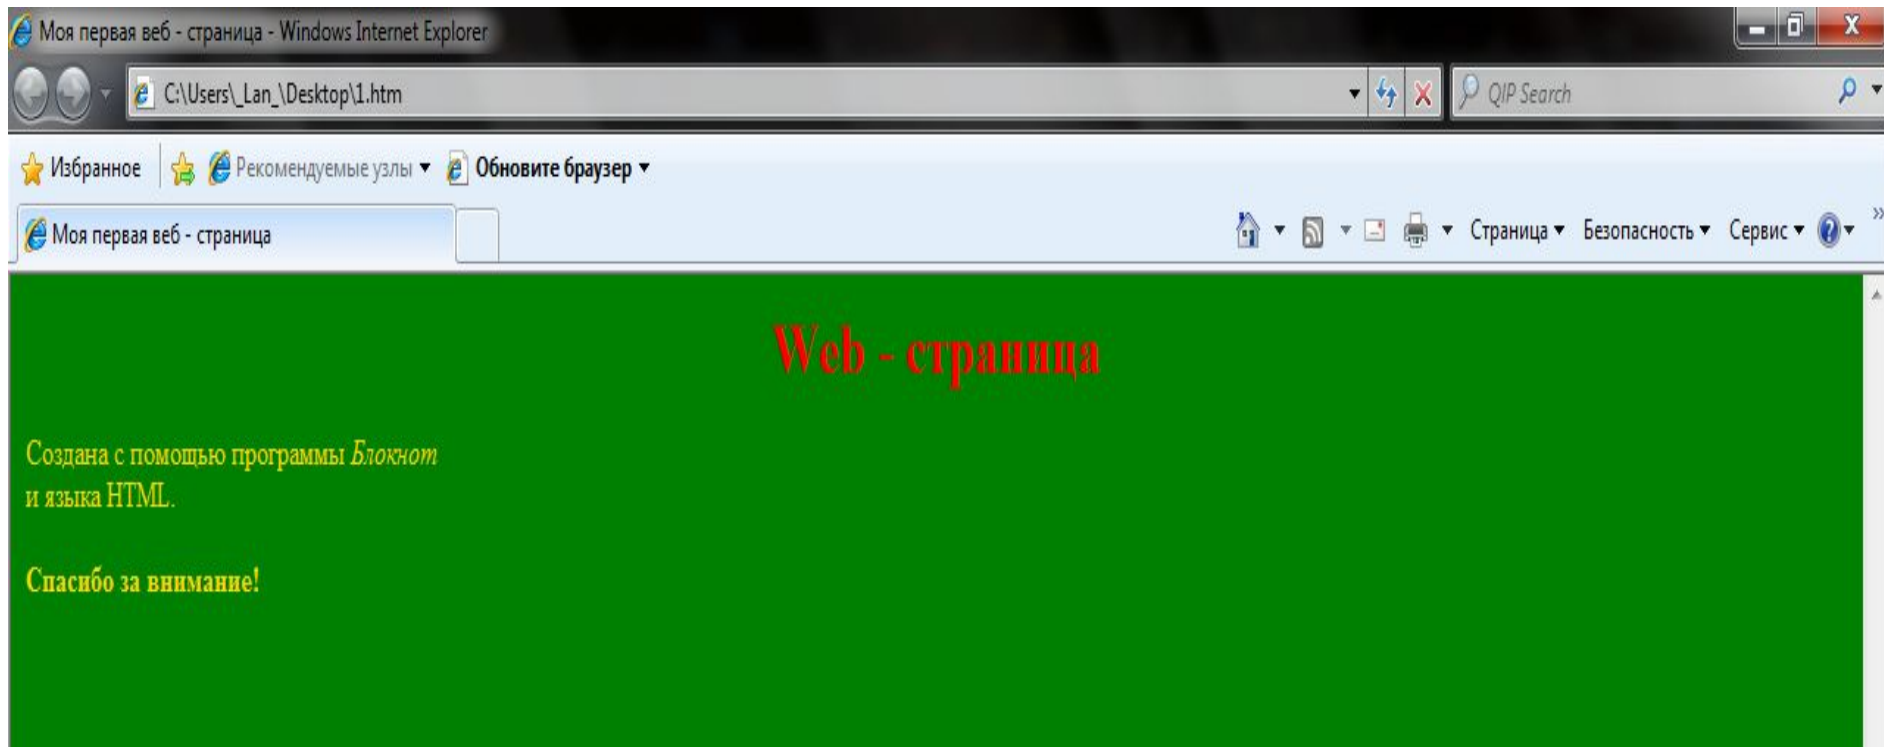 Моя первая веб - страница - Windows Internet Explorer
C:\Users\_Lan_\Desktop\1.htm
QIP Search
Избранное
Рекомендуемые узлы
Обновите браузер
Моя первая веб - страница
Страница
Безопасность
Сервис
Web - страница
Создана с помощью программы Блокнот
и языка HTML.
Спасибо за внимание!